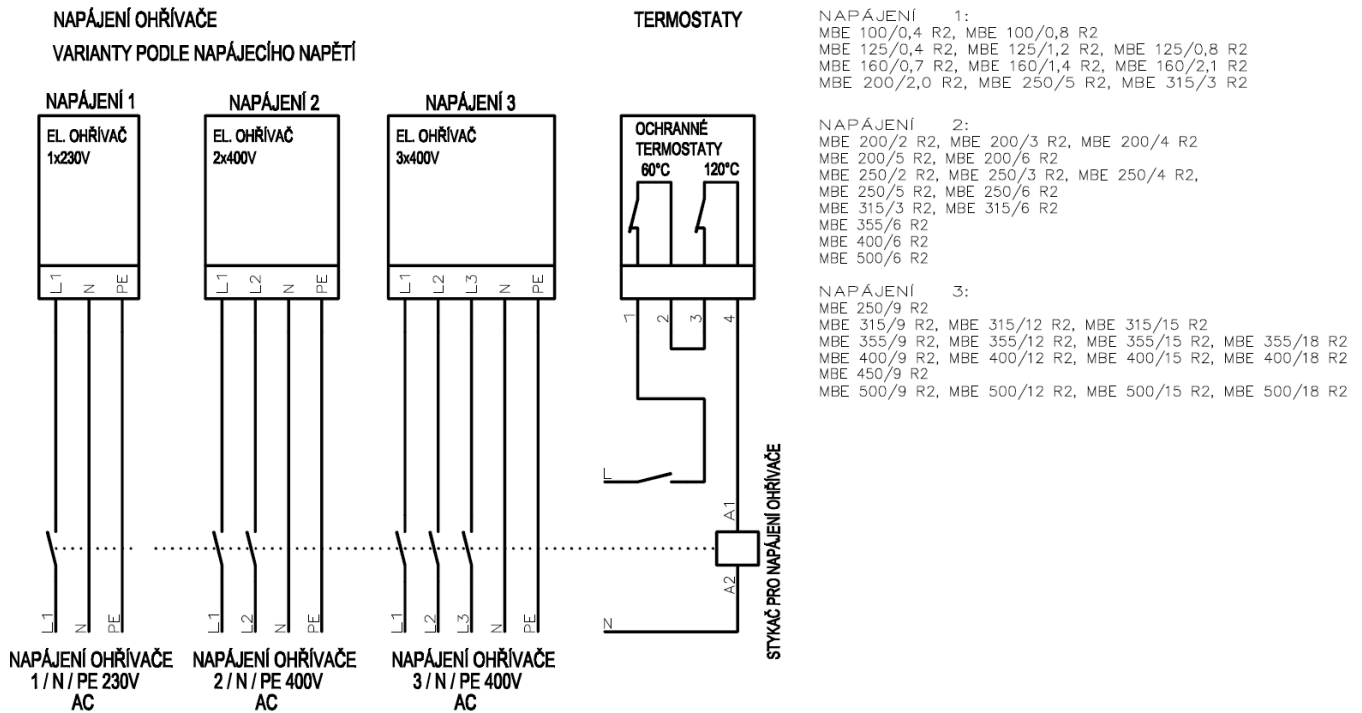 NAPÁJENÍ OHŘÍVAČE
VARIANTY PODLE NAPÁJECÍHO NAPĚTÍ
NAPÁJENÍ 1
EL. OHŘÍVAČ
1x230V
L1 N PE
L1 N PE
NAPÁJENÍ OHŘÍVAČE
1 / N / PE 230V
AC
NAPÁJENÍ 2
EL. OHŘÍVAČ
2x400V
L1 L2 N PE
L1 L2 N PE
NAPÁJENÍ OHŘÍVAČE
2 / N / PE 400V
AC
NAPÁJENÍ 3
EL. OHŘÍVAČ
3x400V
L1 L2 L3 N PE
L1 L2 L3 N PE
NAPÁJENÍ OHŘÍVAČE
3 / N / PE 400V
AC
TERMOSTATY
OCHRANNÉ
TERMOSTATY
60°C 120°C
1 2 3 4
L
A1
A2
N
STYKAČ PRO NAPÁJENÍ OHŘÍVAČE
NAPÁJENÍ 1:
MBE 100/0,4 R2, MBE 100/0,8 R2
MBE 125/0,4 R2, MBE 125/1,2 R2, MBE 125/0,8 R2
MBE 160/0,7 R2, MBE 160/1,4 R2, MBE 160/2,1 R2
MBE 200/2,0 R2, MBE 250/5 R2, MBE 315/3 R2
NAPÁJENÍ 2:
MBE 200/2 R2, MBE 200/3 R2, MBE 200/4 R2
MBE 200/5 R2, MBE 200/6 R2
MBE 250/2 R2, MBE 250/3 R2, MBE 250/4 R2,
MBE 250/5 R2, MBE 250/6 R2
MBE 315/3 R2, MBE 315/6 R2
MBE 355/6 R2
MBE 400/6 R2
MBE 500/6 R2
NAPÁJENÍ 3:
MBE 250/9 R2
MBE 315/9 R2, MBE 315/12 R2, MBE 315/15 R2
MBE 355/9 R2, MBE 355/12 R2, MBE 355/15 R2, MBE 355/18 R2
MBE 400/9 R2, MBE 400/12 R2, MBE 400/15 R2, MBE 400/18 R2
MBE 450/9 R2
MBE 500/9 R2, MBE 500/12 R2, MBE 500/15 R2, MBE 500/18 R2